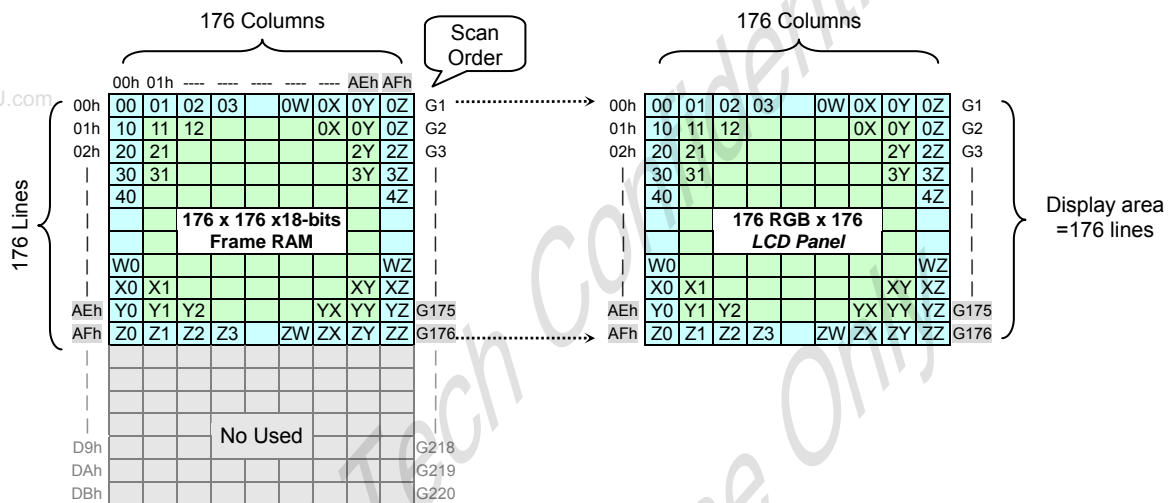 176 Columns
176 Columns
Scan
Order
00h 01h ---- ---- ---- ---- ---- AEh AFh
J.com
00h 00 01 02 03 0W 0X 0Y 0Z G1
00h 00 01 02 03 0W 0X 0Y 0Z G1
01h 10 11 12 0X 0Y 0Z G2
01h 10 11 12 0X 0Y 0Z G2
02h 20 21 2Y 2Z G3
02h 20 21 2Y 2Z G3
30 31 3Y 3Z
30 31 3Y 3Z
40 4Z
40 4Z
176 Lines
176 x 176 x18-bits
Frame RAM
176 RGB x 176
LCD Panel
Display area
=176 lines
W0 WZ
W0 WZ
X0 X1 XY XZ
X0 X1 XY XZ
AEh Y0 Y1 Y2 YX YY YZ G175
AEh Y0 Y1 Y2 YX YY YZ G175
AFh Z0 Z1 Z2 Z3 ZW ZX ZY ZZ G176
AFh Z0 Z1 Z2 Z3 ZW ZX ZY ZZ G176
No Used
D9h G218
DAh G219
DBh G220
Tech Confidenti
Only